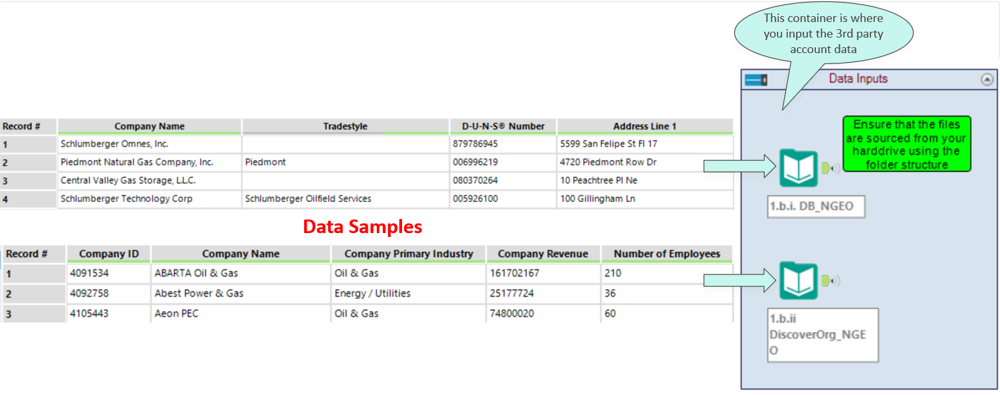 This container is where
you input the 3rd party
account data
Data Inputs
Ensure that the files
are sourced from your
harddrive using the
folder structure
1.b.i. DB_NGEO
1.b.ii
DiscoverOrg_NGE
O
Record # Company Name Tradestyle D-U-N-S® Number Address Line 1
1 Schlumberger Omnes, Inc. 879786945 5599 San Felipe St Fl 17
2 Piedmont Natural Gas Company, Inc. Piedmont 006996219 4720 Piedmont Row Dr
3 Central Valley Gas Storage, L.L.C. 080370264 10 Peachtree Pl Ne
4 Schlumberger Technology Corp Schlumberger Oilfield Services 005926100 100 Gillingham Ln
Data Samples
Record # Company ID Company Name Company Primary Industry Company Revenue Number of Employees
1 4091534 ABARTA Oil & Gas Oil & Gas 161702167 210
2 4092758 Abest Power & Gas Energy / Utilities 25177724 36
3 4105443 Aeon PEC Oil & Gas 74800020 60